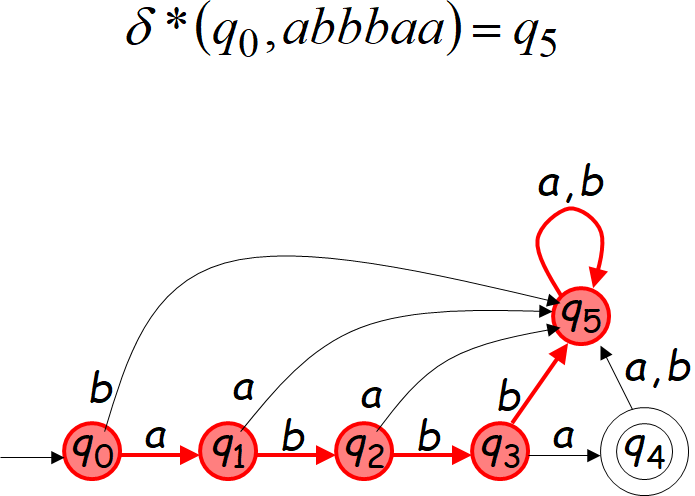 δ*(q0, abbbaa) = q5
a,b
q5
b a a b a,b
q0 a q1 b q2 b q3 a q4